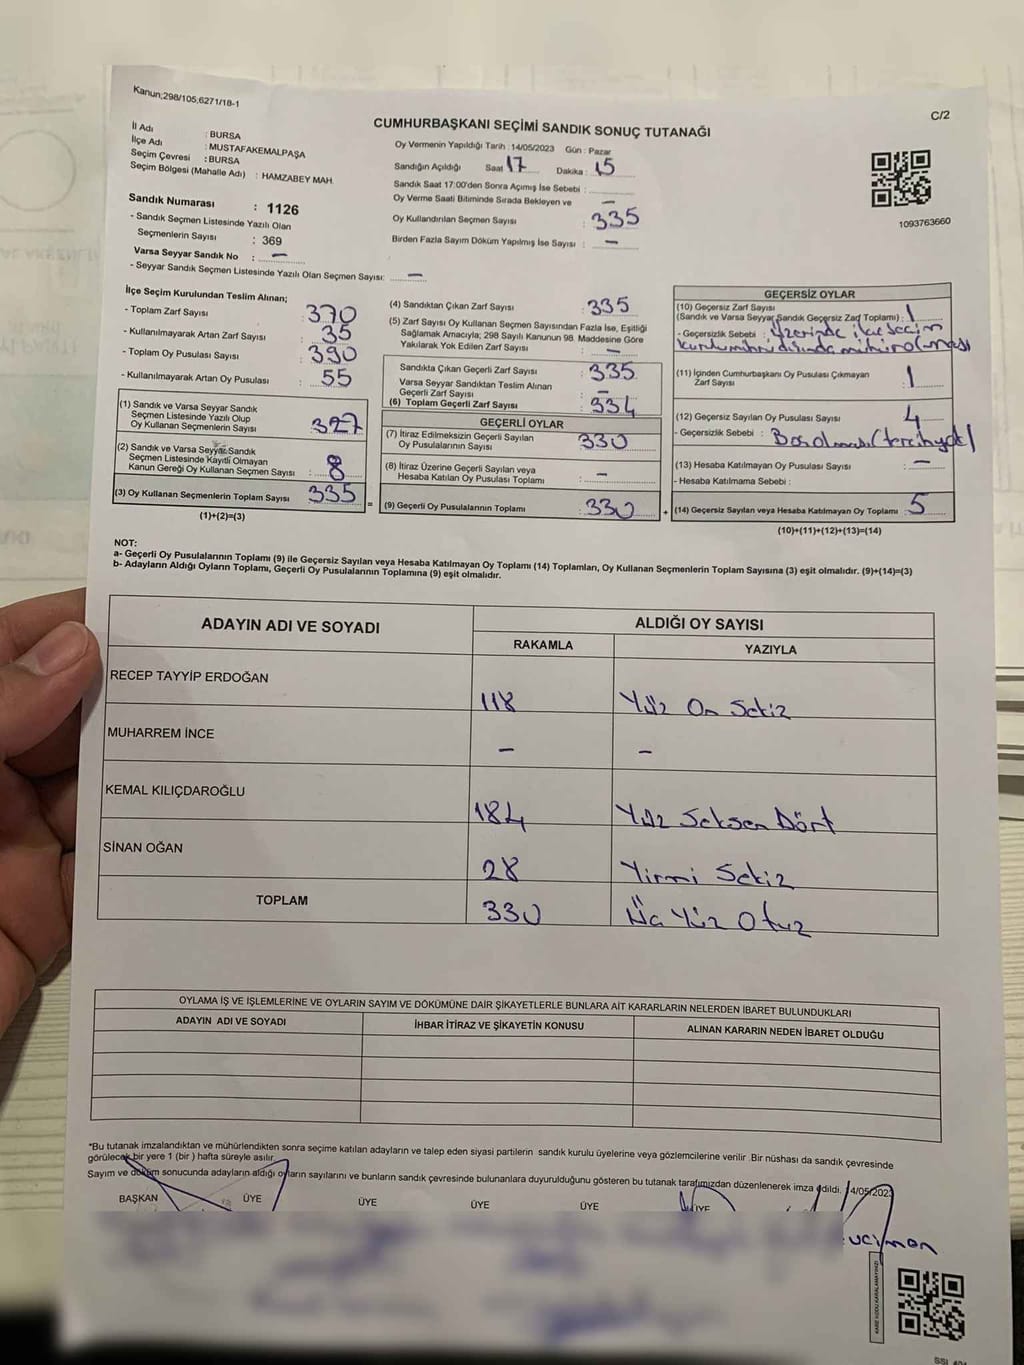 Kanun;298/105;6271/18-1
C/2
CUMHURBAŞKANI SEÇİMİ SANDIK SONUÇ TUTANAĞI
İl Adı : BURSA
İlçe Adı : MUSTAFAKEMALPAŞA
Seçim Çevresi : BURSA
Seçim Bölgesi (Mahalle Adı) : HAMZABEY MAH.
Sandık Numarası : 1126
- Sandık Seçmen Listesinde Yazılı Olan
Seçmenlerin Sayısı : 369
Varsa Seyyar Sandık No : –
- Seyyar Sandık Seçmen Listesinde Yazılı Olan Seçmen Sayısı: –
Oy Vermenin Yapıldığı Tarih : 14/05/2023 Gün : Pazar
Sandığın Açıldığı Saat 17 Dakika : 15
Sandık Saat 17:00'den Sonra Açımış İse Sebebi :
Oy Verme Saati Bitiminde Sırada Bekleyen ve –
Oy Kullandırılan Seçmen Sayısı : 335
Birden Fazla Sayım Döküm Yapılmış İse Sayısı : –
1093763660
İlçe Seçim Kurulundan Teslim Alınan;
- Toplam Zarf Sayısı : 370
- Kullanılmayarak Artan Zarf Sayısı : 35
- Toplam Oy Pusulası Sayısı : 390
- Kullanılmayarak Artan Oy Pusulası : 55
(1) Sandık ve Varsa Seyyar Sandık
Seçmen Listesinde Yazılı Olup
Oy Kullanan Seçmenlerin Sayısı : 327
(2) Sandık ve Varsa Seyyar Sandık
Seçmen Listesinde Kayıtlı Olmayan
Kanun Gereği Oy Kullanan Seçmen Sayısı : 8
(3) Oy Kullanan Seçmenlerin Toplam Sayısı : 335 =
(1)+(2)=(3)
(4) Sandıktan Çıkan Zarf Sayısı : 335
(5) Zarf Sayısı Oy Kullanan Seçmen Sayısından Fazla İse, Eşitliği
Sağlamak Amacıyla; 298 Sayılı Kanunun 98. Maddesine Göre
Yakılarak Yok Edilen Zarf Sayısı : –
Sandıkta Çıkan Geçerli Zarf Sayısı : 335
Varsa Seyyar Sandıktan Teslim Alınan
Geçerli Zarf Sayısı : –
(6) Toplam Geçerli Zarf Sayısı : 334
GEÇERLİ OYLAR
(7) İtiraz Edilmeksizin Geçerli Sayılan
Oy Pusulalarının Sayısı : 330
(8) İtiraz Üzerine Geçerli Sayılan veya
Hesaba Katılan Oy Pusulası Toplamı : –
(9) Geçerli Oy Pusulalarının Toplamı : 330 +
GEÇERSİZ OYLAR
(10) Geçersiz Zarf Sayısı
(Sandık ve Varsa Seyyar Sandık Geçersiz Zarf Toplamı) : 1
- Geçersizlik Sebebi : Üzerinde ilçe seçim
kurulu mührü dışında mühür olması
(11) İçinden Cumhurbaşkanı Oy Pusulası Çıkmayan
Zarf Sayısı : 1
(12) Geçersiz Sayılan Oy Pusulası Sayısı : 4
- Geçersizlik Sebebi : Boş olması (tercih yok)
(13) Hesaba Katılmayan Oy Pusulası Sayısı : –
- Hesaba Katılmama Sebebi :
(14) Geçersiz Sayılan veya Hesaba Katılmayan Oy Toplamı : 5
(10)+(11)+(12)+(13)=(14)
NOT:
a- Geçerli Oy Pusulalarının Toplamı (9) ile Geçersiz Sayılan veya Hesaba Katılmayan Oy Toplamı (14) Toplamları, Oy Kullanan Seçmenlerin Toplam Sayısına (3) eşit olmalıdır. (9)+(14)=(3)
b- Adayların Aldığı Oyların Toplamı, Geçerli Oy Pusulalarının Toplamına (9) eşit olmalıdır.
ADAYIN ADI VE SOYADI ALDIĞI OY SAYISI
RAKAMLA YAZIYLA
RECEP TAYYİP ERDOĞAN 118 Yüz On Sekiz
MUHARREM İNCE – –
KEMAL KILIÇDAROĞLU 184 Yüz Seksen Dört
SİNAN OĞAN 28 Yirmi Sekiz
TOPLAM 330 Üç Yüz Otuz
OYLAMA İŞ VE İŞLEMLERİNE VE OYLARIN SAYIM VE DÖKÜMÜNE DAİR ŞİKAYETLERLE BUNLARA AİT KARARLARIN NELERDEN İBARET BULUNDUKLARI
ADAYIN ADI VE SOYADI İHBAR İTİRAZ VE ŞİKAYETİN KONUSU ALINAN KARARIN NEDEN İBARET OLDUĞU
*Bu tutanak imzalandıktan ve mühürlendikten sonra seçime katılan adayların ve talep eden siyasi partilerin sandık kurulu üyelerine veya gözlemcilerine verilir .Bir nüshası da sandık çevresinde
görülecek bir yere 1 (bir ) hafta süreyle asılır.
Sayım ve döküm sonucunda adayların aldığı oyların sayılarını ve bunların sandık çevresinde bulunanlara duyurulduğunu gösteren bu tutanak tarafımızdan düzenlenerek imza edildi. 14/05/2023
BAŞKAN ÜYE ÜYE ÜYE ÜYE ÜYE
KARE KODU KARALAMAYINIZ!